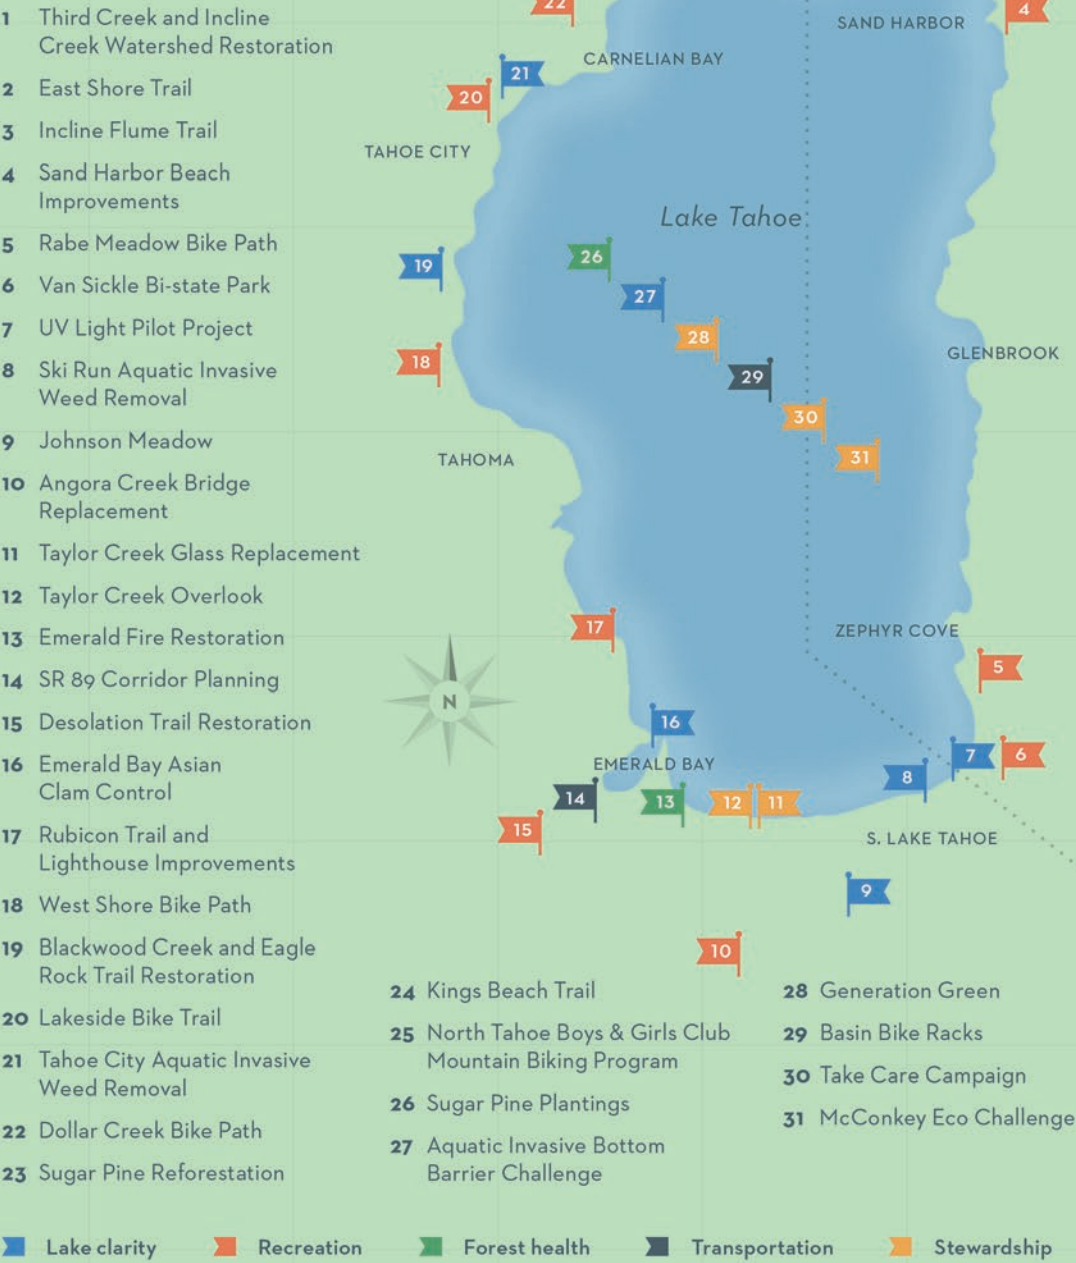 1 Third Creek and Incline
Creek Watershed Restoration
2 East Shore Trail
3 Incline Flume Trail
4 Sand Harbor Beach
Improvements
5 Rabe Meadow Bike Path
6 Van Sickle Bi-state Park
7 UV Light Pilot Project
8 Ski Run Aquatic Invasive
Weed Removal
9 Johnson Meadow
10 Angora Creek Bridge
Replacement
11 Taylor Creek Glass Replacement
12 Taylor Creek Overlook
13 Emerald Fire Restoration
14 SR 89 Corridor Planning
15 Desolation Trail Restoration
16 Emerald Bay Asian
Clam Control
17 Rubicon Trail and
Lighthouse Improvements
18 West Shore Bike Path
19 Blackwood Creek and Eagle
Rock Trail Restoration
20 Lakeside Bike Trail
21 Tahoe City Aquatic Invasive
Weed Removal
22 Dollar Creek Bike Path
23 Sugar Pine Reforestation
24 Kings Beach Trail
25 North Tahoe Boys & Girls Club
Mountain Biking Program
26 Sugar Pine Plantings
27 Aquatic Invasive Bottom
Barrier Challenge
28 Generation Green
29 Basin Bike Racks
30 Take Care Campaign
31 McConkey Eco Challenge
22
4
SAND HARBOR
CARNELIAN BAY
21
20
TAHOE CITY
Lake Tahoe
26
19
27
28
GLENBROOK
18
29
30
31
TAHOMA
17
ZEPHYR COVE
5
N
16
7
6
EMERALD BAY
8
14
13
12
11
15
S. LAKE TAHOE
9
10
Lake clarity
Recreation
Forest health
Transportation
Stewardship